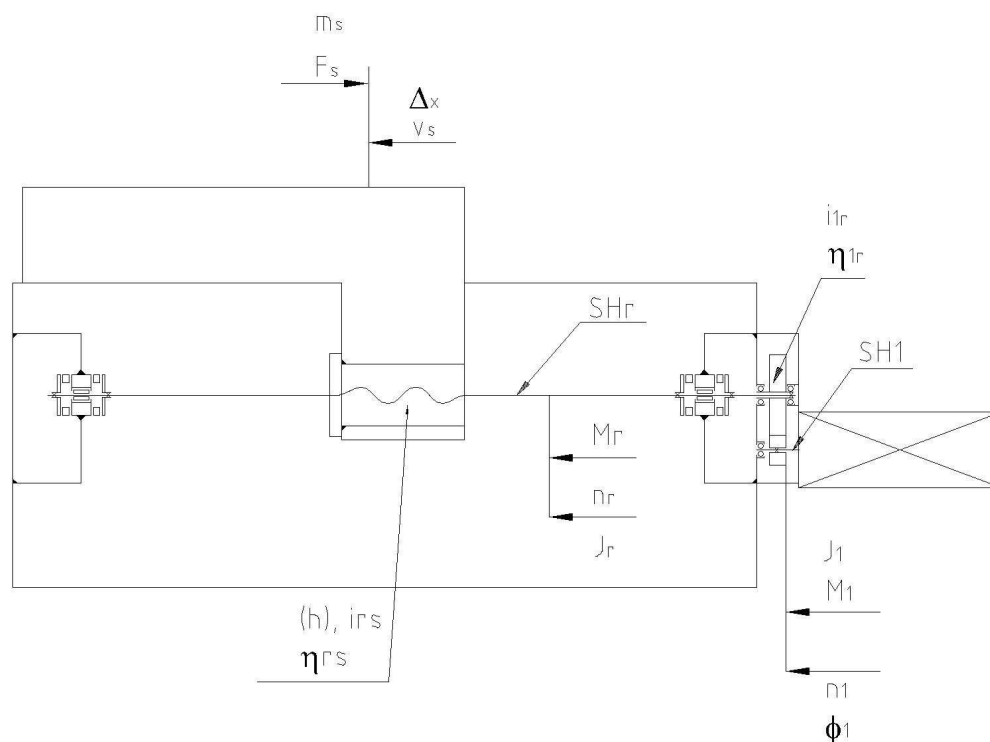 ms
Fs
Δx
vs
i1r
η1r
SHr
SH1
Mr
nr
Jr
J1
M1
n1
ϕ1
(h), irs
ηrs